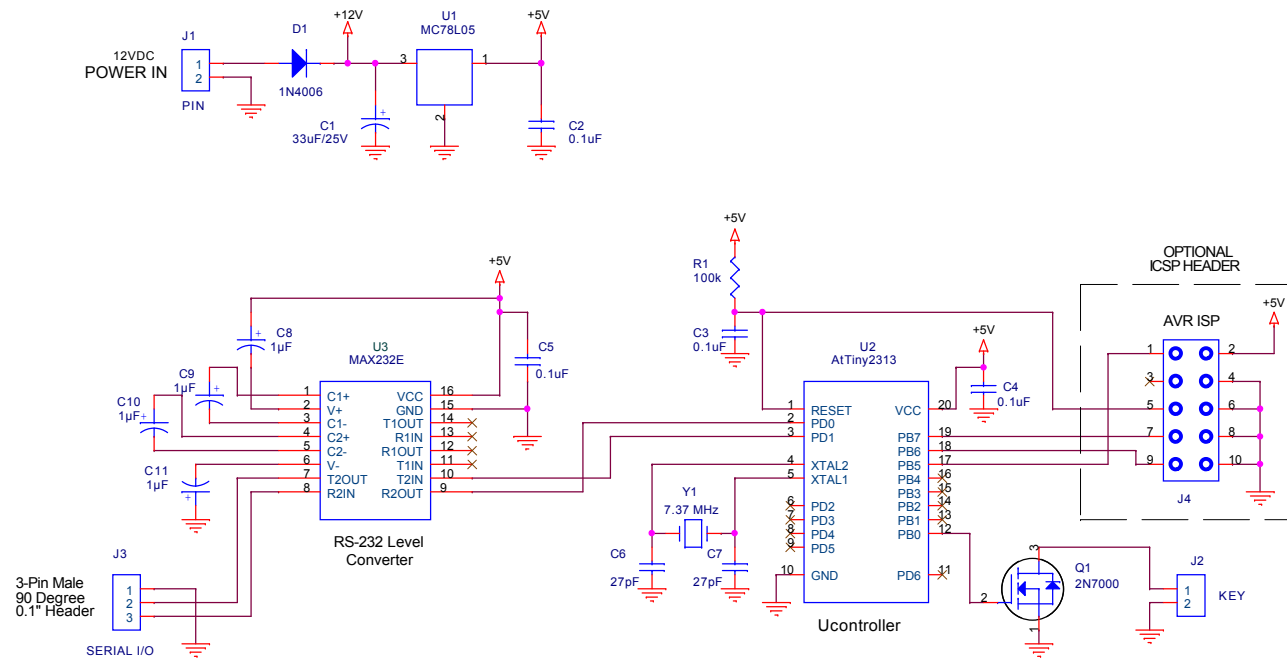 +12V
U1
MC78L05
+5V
J1
D1
12VDC
POWER IN
1
2
PIN
1N4006
3
1
2
C1
33uF/25V
+
C2
0.1uF
+5V
R1
100k
C3
0.1uF
+5V
C8
1µF
+
U3
MAX232E
C5
0.1uF
C9
1µF
+
C10
1µF
+
C11
1µF
+
1 C1+ VCC 16
2 V+ GND 15
3 C1- T1OUT 14
4 C2+ R1IN 13
5 C2- R1OUT 12
6 V- T1IN 11
7 T2OUT T2IN 10
8 R2IN R2OUT 9
RS-232 Level
Converter
J3
3-Pin Male
90 Degree
0.1" Header
1
2
3
SERIAL I/O
U2
AtTiny2313
+5V
C4
0.1uF
1 RESET VCC 20
2 PD0
3 PD1 PB7 19
PB6 18
4 XTAL2 PB5 17
5 XTAL1 PB4 16
PB3 15
6 PD2 PB2 14
7 PD3 PB1 13
8 PD4 PB0 12
9 PD5
10 GND PD6 11
Ucontroller
Y1
7.37 MHz
C6
27pF
C7
27pF
OPTIONAL
ICSP HEADER
+5V
AVR ISP
1 2
3 4
5 6
7 8
9 10
J4
3
2
1
Q1
2N7000
J2
1
2
KEY